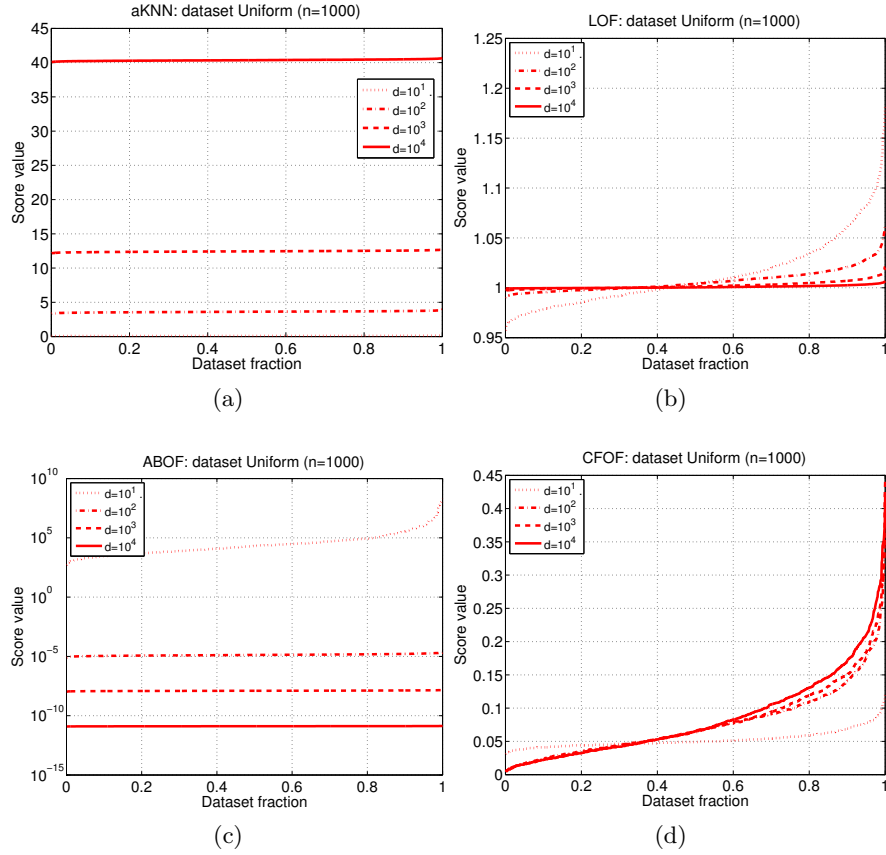 aKNN: dataset Uniform (n=1000)
45
40
35
30
25
20
15
10
5
0
Score value
d=10^1
d=10^2
d=10^3
d=10^4
0
0.2
0.4
0.6
0.8
1
Dataset fraction
(a)
LOF: dataset Uniform (n=1000)
1.25
1.2
1.15
1.1
1.05
1
0.95
Score value
d=10^1
d=10^2
d=10^3
d=10^4
0
0.2
0.4
0.6
0.8
1
Dataset fraction
(b)
ABOF: dataset Uniform (n=1000)
10^10
10^5
10^0
10^-5
10^-10
10^-15
Score value
d=10^1
d=10^2
d=10^3
d=10^4
0
0.2
0.4
0.6
0.8
1
Dataset fraction
(c)
CFOF: dataset Uniform (n=1000)
0.45
0.4
0.35
0.3
0.25
0.2
0.15
0.1
0.05
0
Score value
d=10^1
d=10^2
d=10^3
d=10^4
0
0.2
0.4
0.6
0.8
1
Dataset fraction
(d)